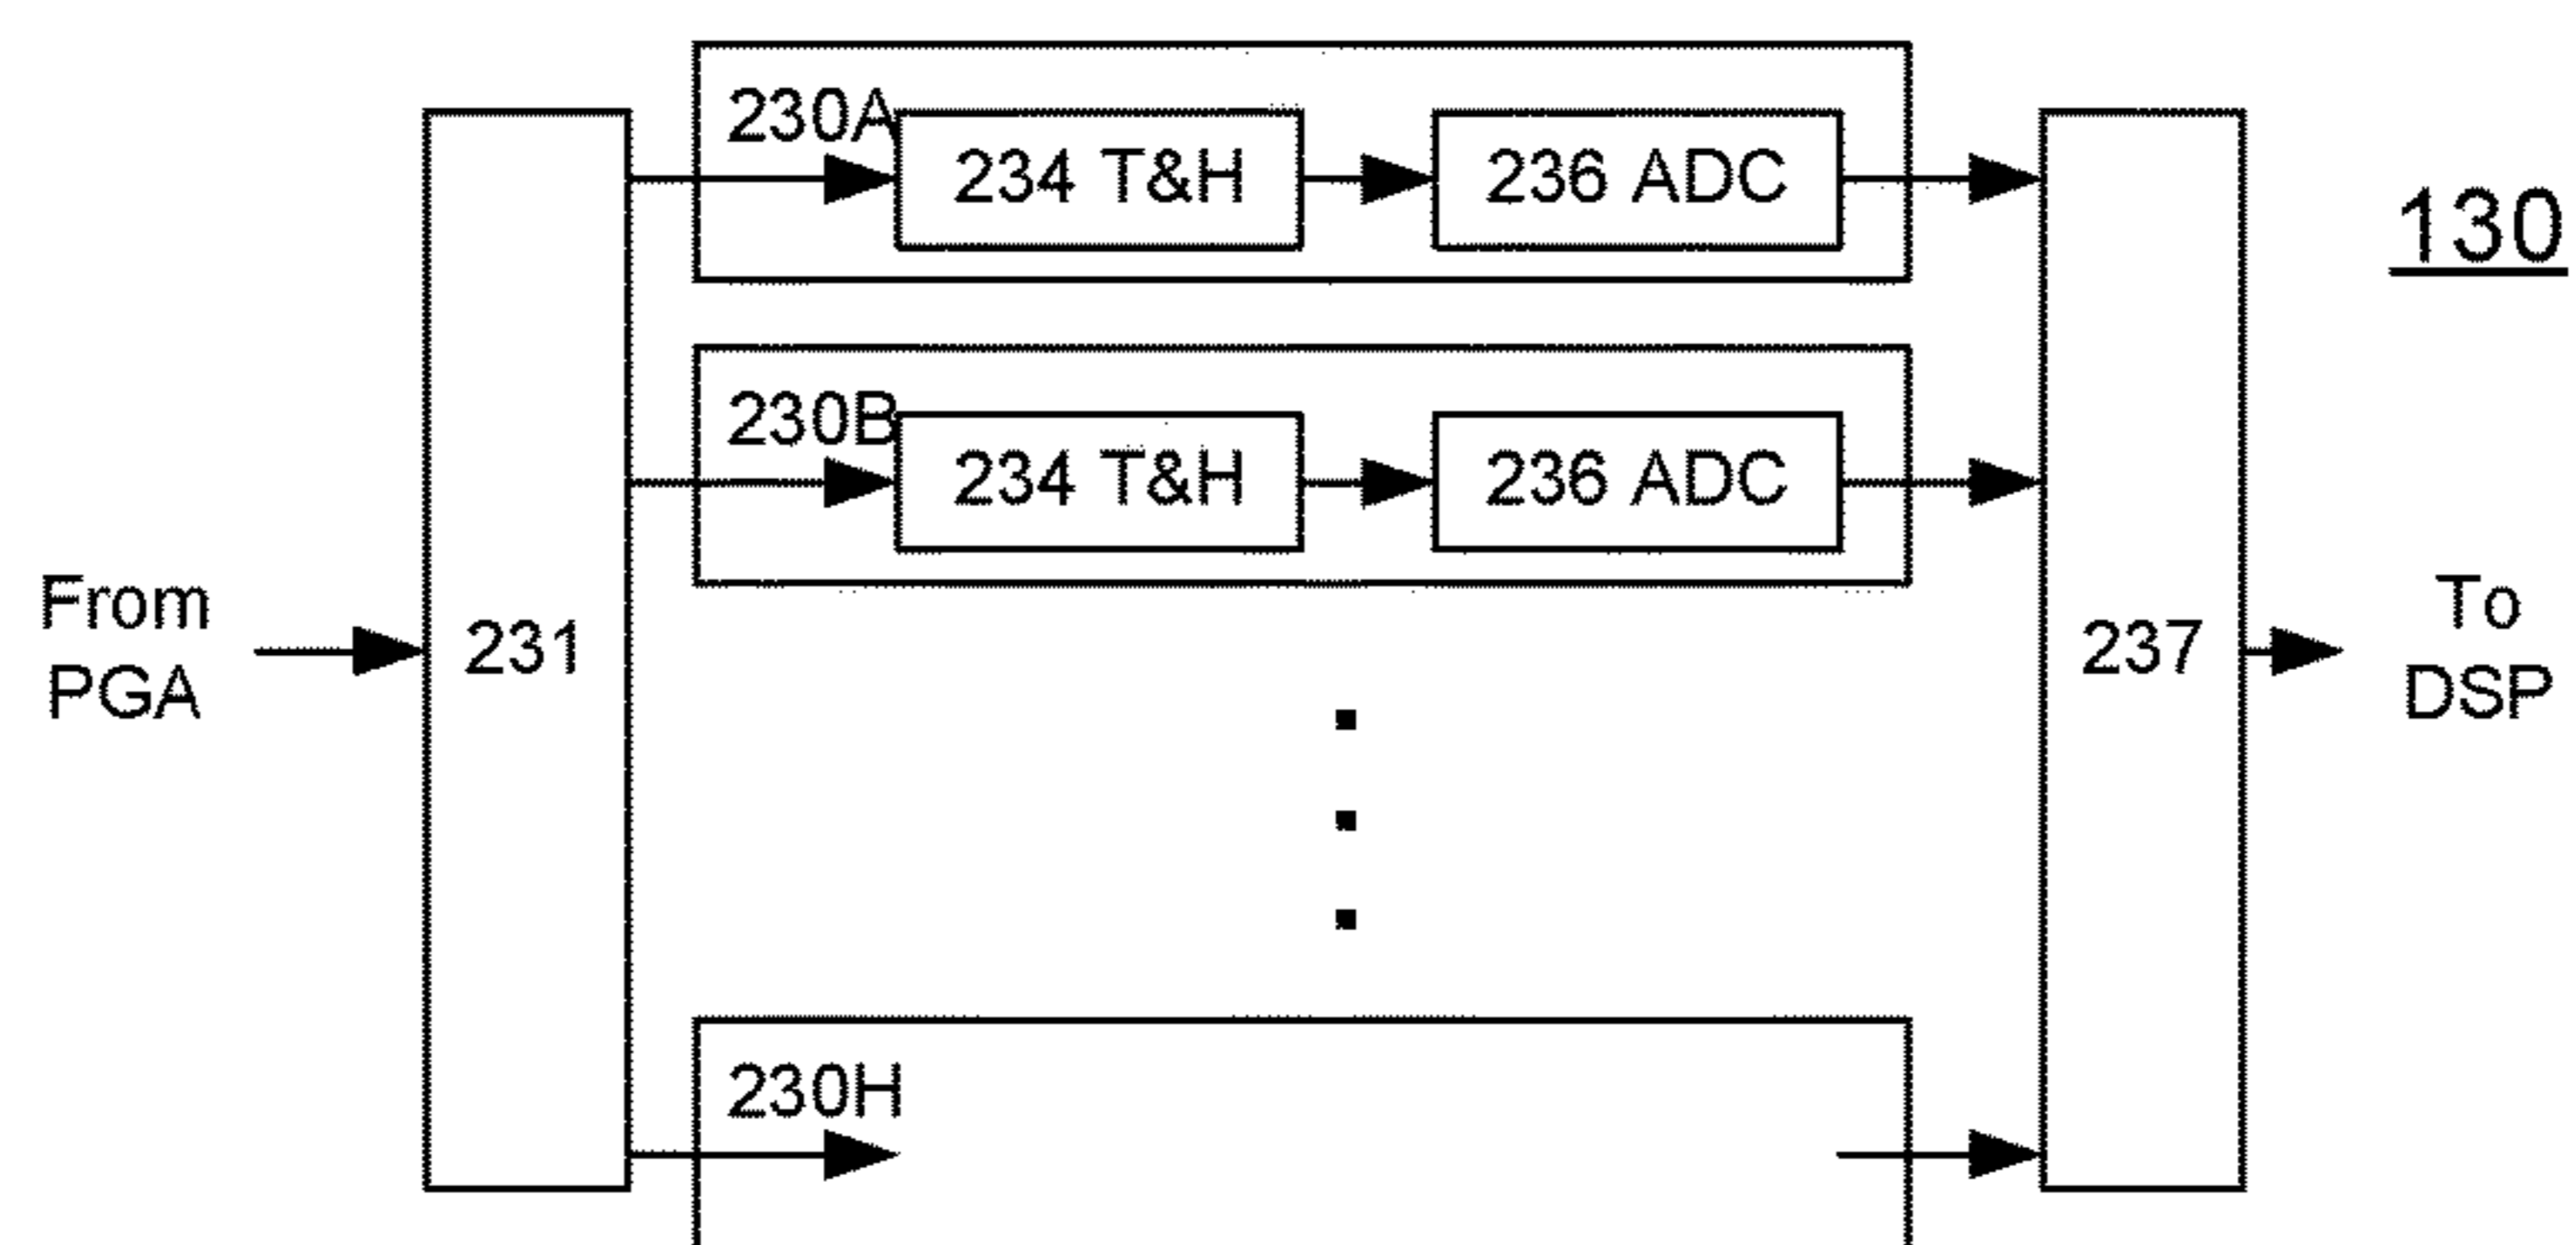 230A
234 T&H
236 ADC
130
230B
234 T&H
236 ADC
From
PGA
231
237
To
DSP
230H